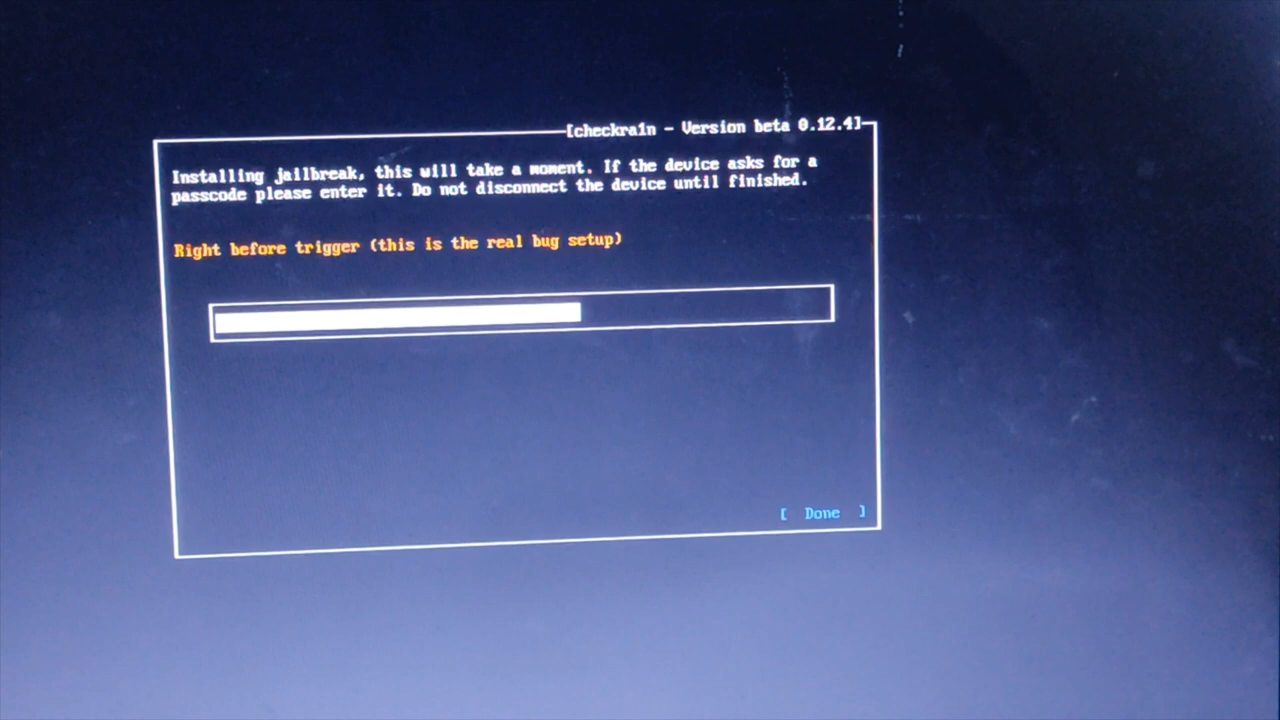 [checkra1n - Version beta 0.12.4]
Installing jailbreak, this will take a moment. If the device asks for a
passcode please enter it. Do not disconnect the device until finished.
Right before trigger (this is the real bug setup)
[ Done ]